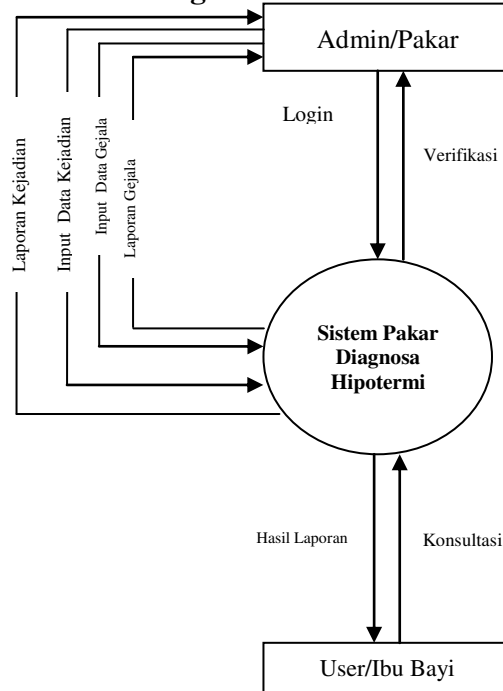 Admin/Pakar
Login
Verifikasi
Laporan Kejadian
Input Data Kejadian
Input Data Gejala
Laporan Gejala
Sistem Pakar
Diagnosa
Hipotermi
Hasil Laporan
Konsultasi
User/Ibu Bayi